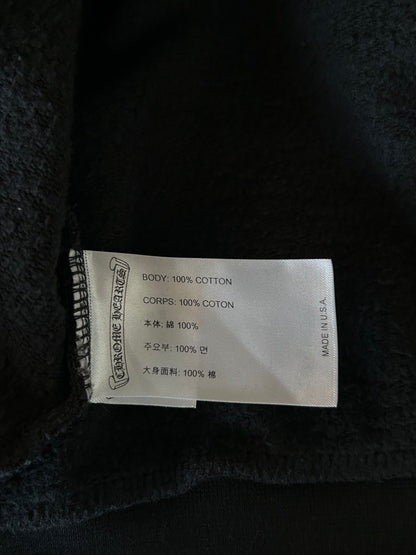 CHROME HEARTS
BODY: 100% COTTON
CORPS: 100% COTON
本体: 綿 100%
주요부: 100% 면
大身面料: 100% 棉
MADE IN U.S.A.